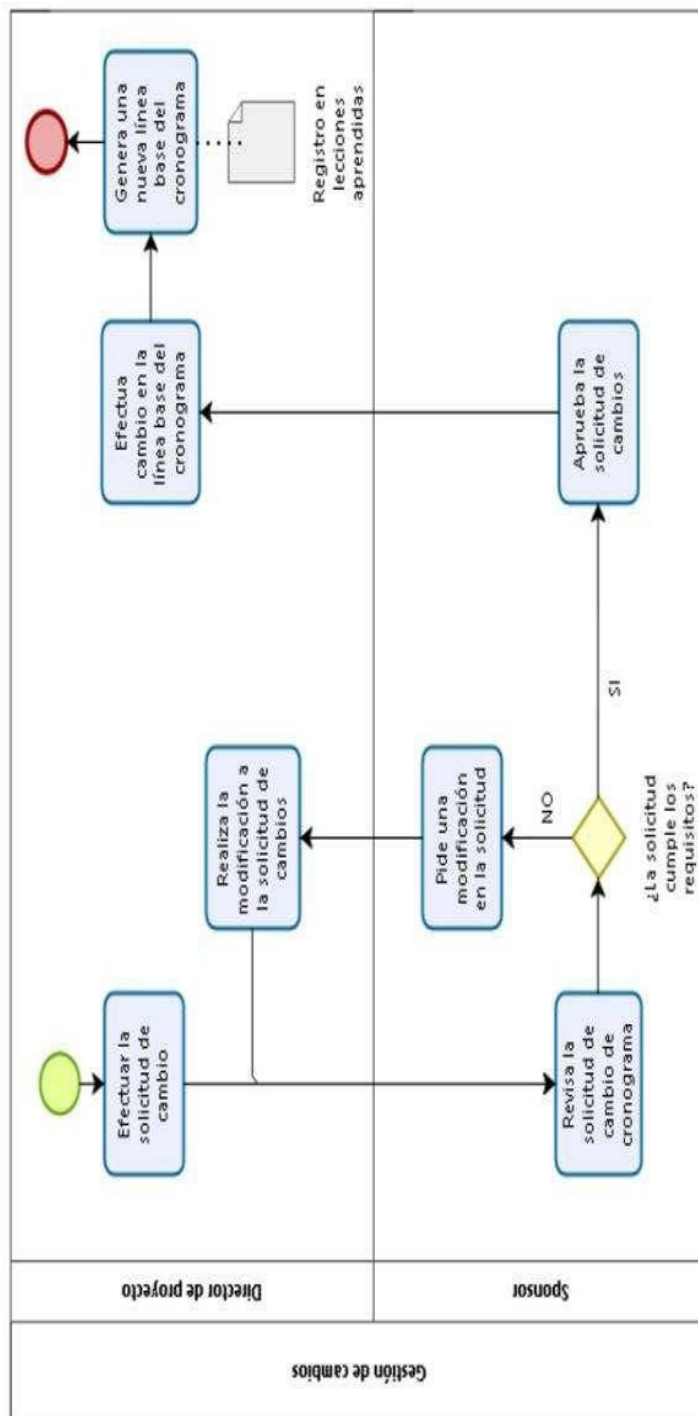 Gestión de cambios
Director de proyecto
Sponsor
Efectuar la
solicitud de
cambio
Revisa la
solicitud de
cambio de
cronograma
¿La solicitud
cumple los
requisitos?
NO
Pide una
modificación
en la solicitud
Realiza la
modificación a
la solicitud de
cambios
SI
Aprueba la
solicitud de
cambios
Efectua
cambio en la
línea base del
cronograma
Genera una
nueva línea
base del
cronograma
Registro en
lecciones
aprendidas